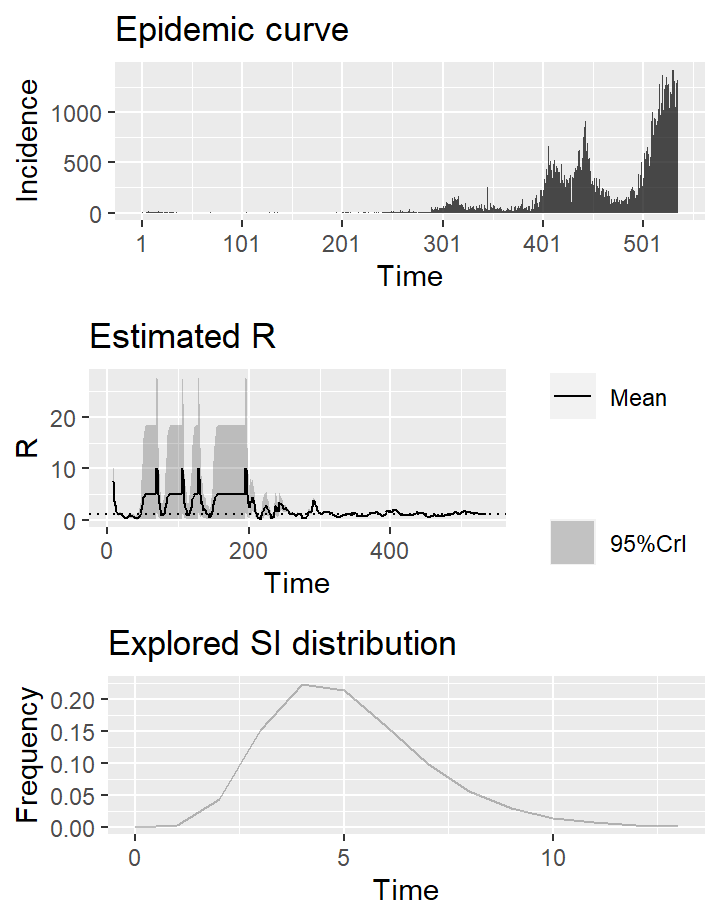 Epidemic curve
Incidence
1000
500
0
1 101 201 301 401 501
Time
Estimated R
R
20
10
0
0 200 400
Time
Mean
95%CrI
Explored SI distribution
Frequency
0.20
0.15
0.10
0.05
0.00
0 5 10
Time